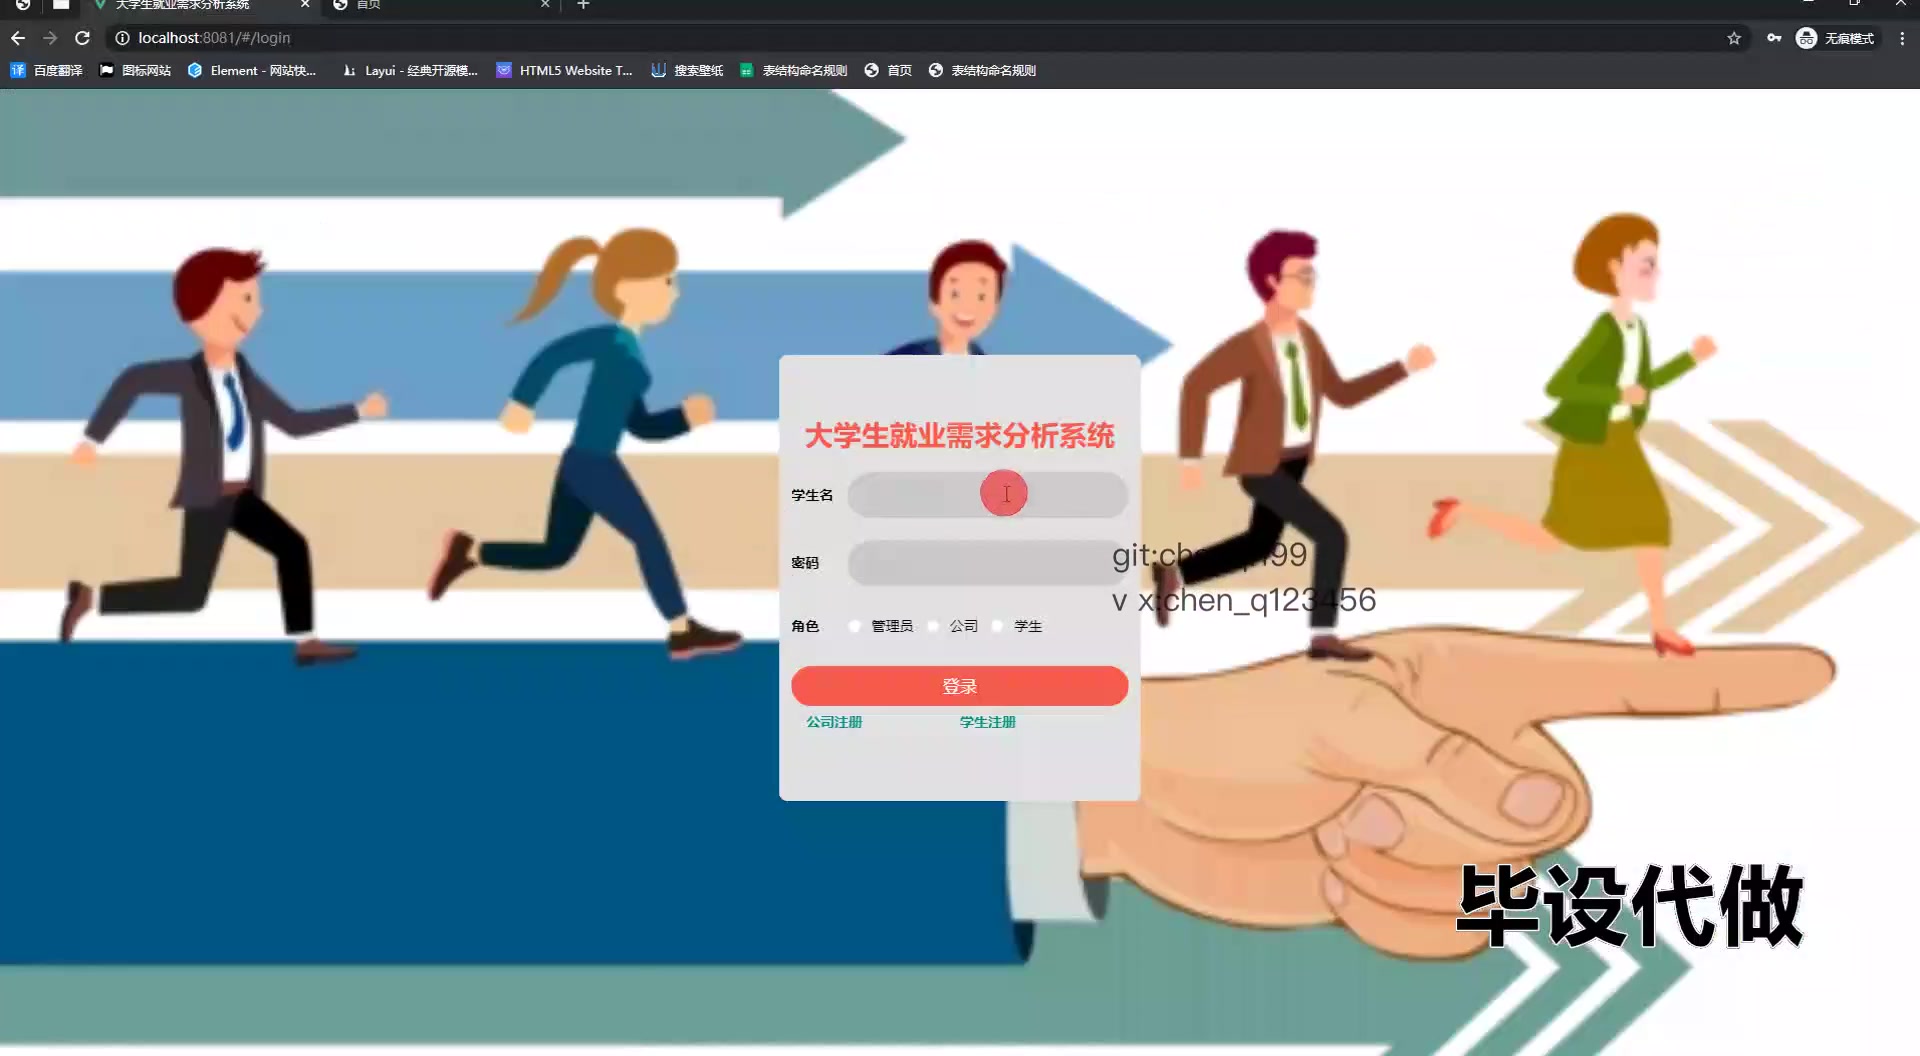 大学生就业需求分析系统
首页
localhost:8081/#/login
无痕模式
百度翻译
图标网站
Element - 网站快...
Layui - 经典开源模...
HTML5 Website T...
搜索壁纸
表结构命名规则
首页
表结构命名规则
大学生就业需求分析系统
学生名
密码
角色 管理员 公司 学生
登录
公司注册 学生注册
v x:chen_q123456
毕设代做